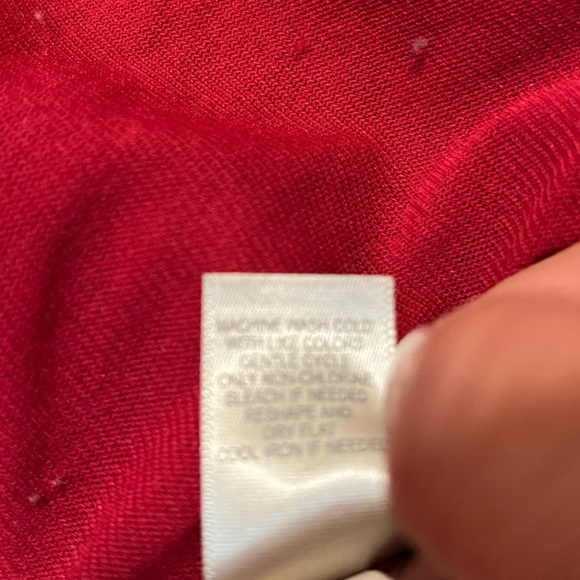 MACHINE WASH COLD
WITH LIKE COLORS
GENTLE CYCLE
ONLY NON-CHLORINE
BLEACH IF NEEDED
RESHAPE AND
DRY FLAT
COOL IRON IF NEEDED